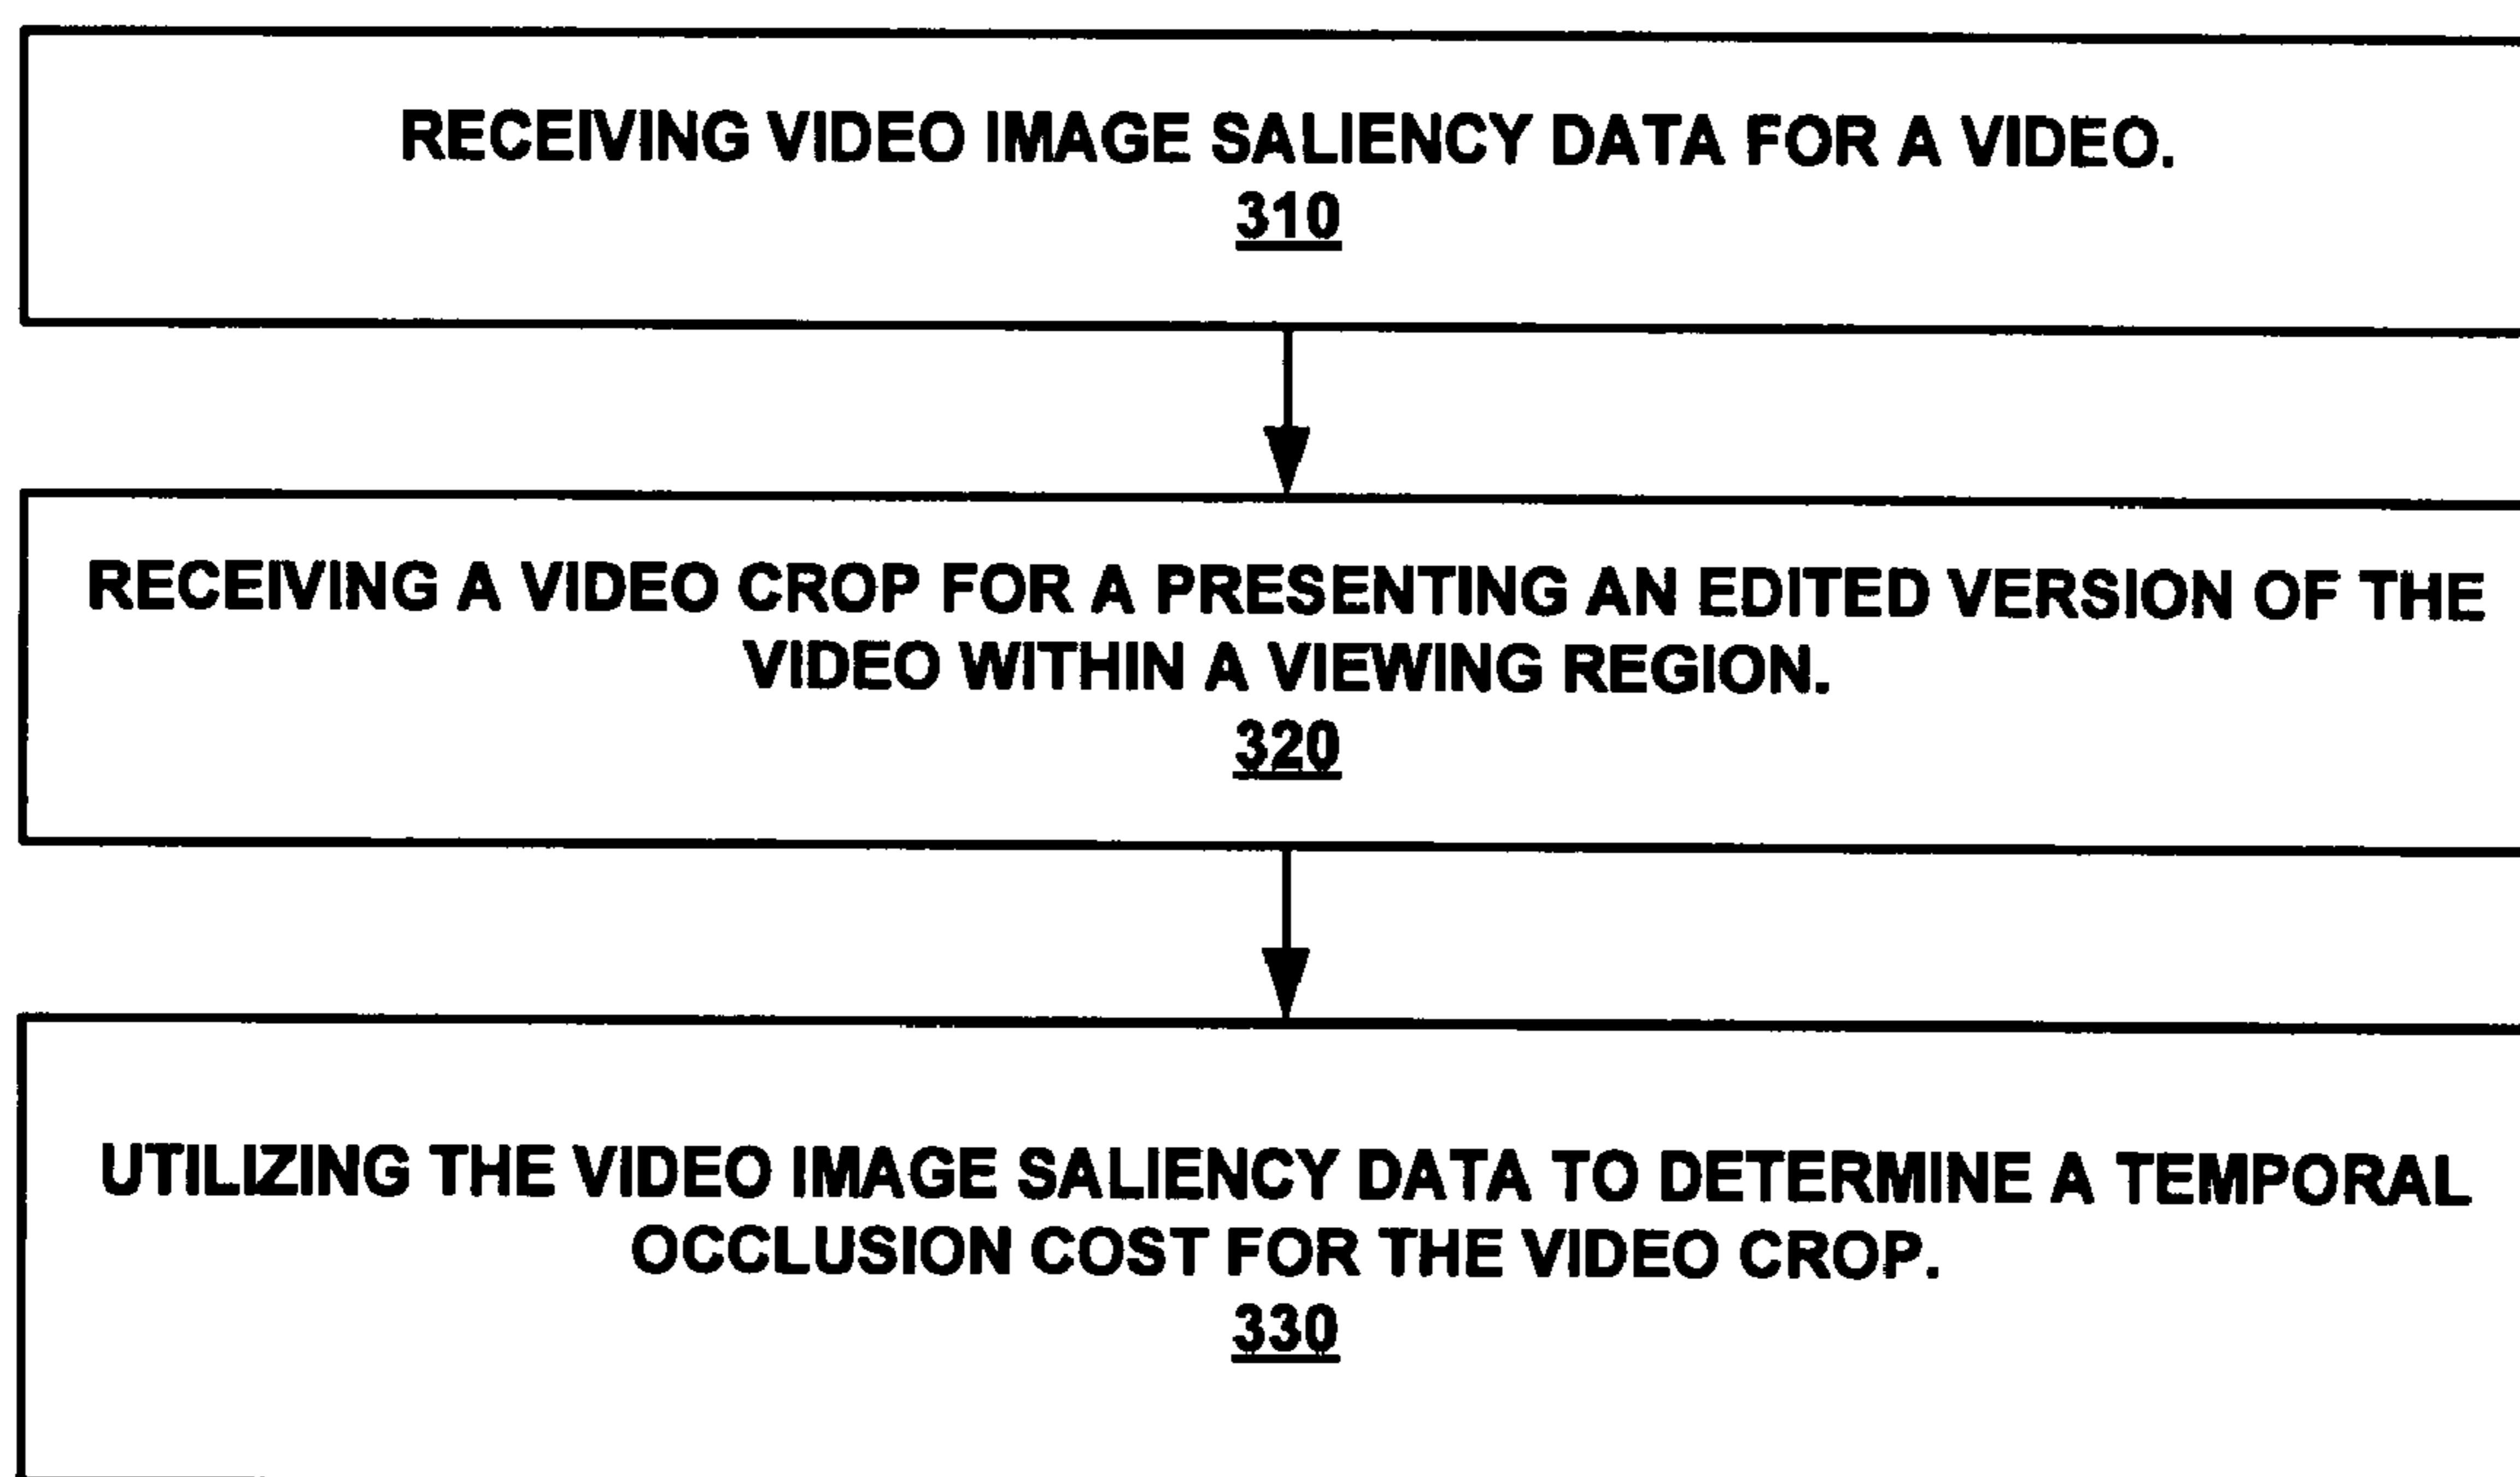 RECEIVING VIDEO IMAGE SALIENCY DATA FOR A VIDEO.
310
RECEIVING A VIDEO CROP FOR A PRESENTING AN EDITED VERSION OF THE
VIDEO WITHIN A VIEWING REGION.
320
UTILIZING THE VIDEO IMAGE SALIENCY DATA TO DETERMINE A TEMPORAL
OCCLUSION COST FOR THE VIDEO CROP.
330